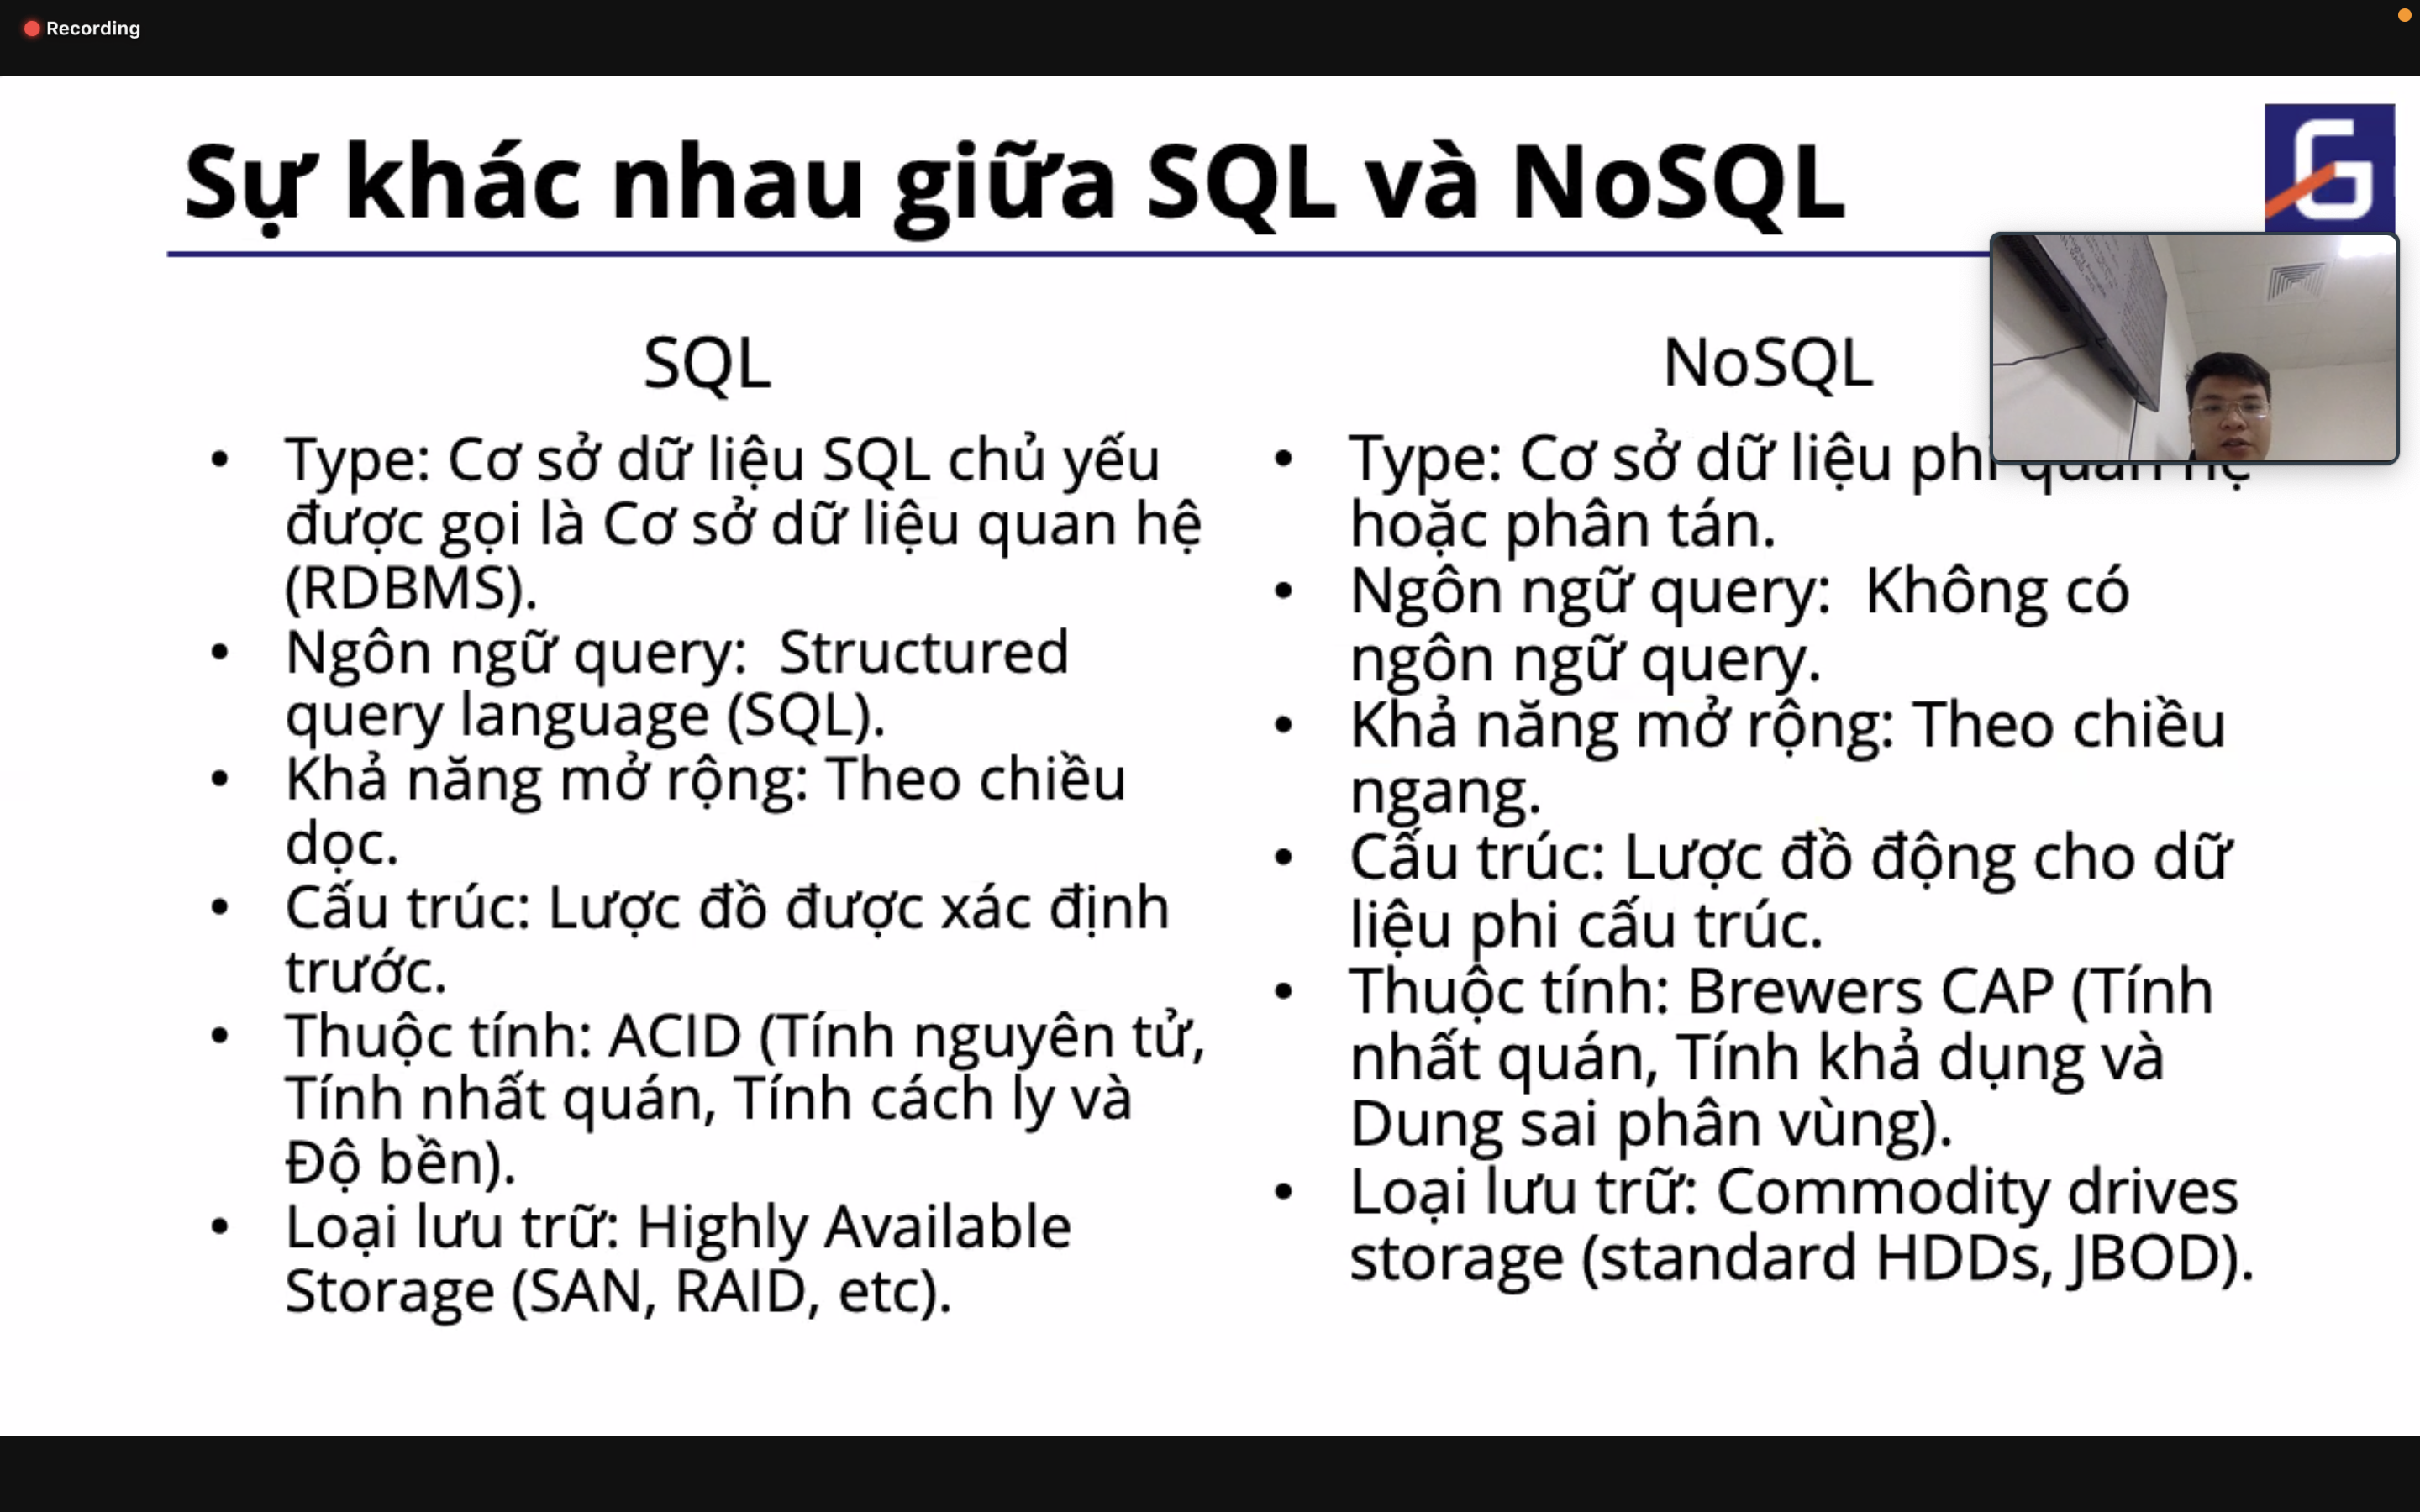 Recording
Sự khác nhau giữa SQL và NoSQL
SQL
Type: Cơ sở dữ liệu SQL chủ yếu
được gọi là Cơ sở dữ liệu quan hệ
(RDBMS).
Ngôn ngữ query: Structured
query language (SQL).
Khả năng mở rộng: Theo chiều
dọc.
Cấu trúc: Lược đồ được xác định
trước.
Thuộc tính: ACID (Tính nguyên tử,
Tính nhất quán, Tính cách ly và
Độ bền).
Loại lưu trữ: Highly Available
Storage (SAN, RAID, etc).
NoSQL
Type: Cơ sở dữ liệu phi quan hệ
hoặc phân tán.
Ngôn ngữ query: Không có
ngôn ngữ query.
Khả năng mở rộng: Theo chiều
ngang.
Cấu trúc: Lược đồ động cho dữ
liệu phi cấu trúc.
Thuộc tính: Brewers CAP (Tính
nhất quán, Tính khả dụng và
Dung sai phân vùng).
Loại lưu trữ: Commodity drives
storage (standard HDDs, JBOD).